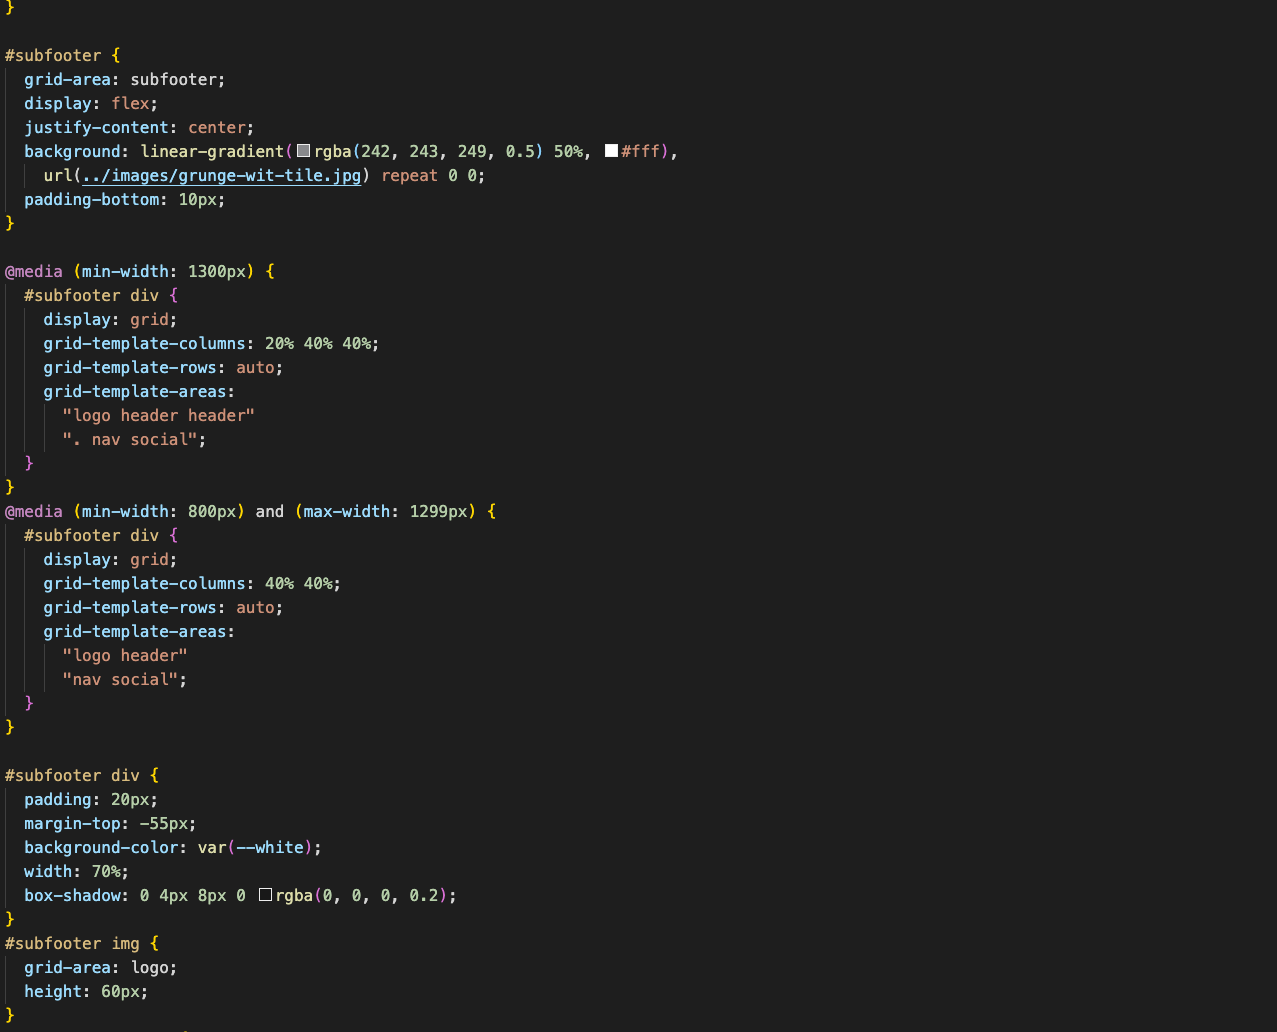 }
#subfooter {
  grid-area: subfooter;
  display: flex;
  justify-content: center;
  background: linear-gradient(rgba(242, 243, 249, 0.5) 50%, #fff),
    url(../images/grunge-wit-tile.jpg) repeat 0 0;
  padding-bottom: 10px;
}
@media (min-width: 1300px) {
  #subfooter div {
    display: grid;
    grid-template-columns: 20% 40% 40%;
    grid-template-rows: auto;
    grid-template-areas:
      "logo header header"
      ". nav social";
  }
}
@media (min-width: 800px) and (max-width: 1299px) {
  #subfooter div {
    display: grid;
    grid-template-columns: 40% 40%;
    grid-template-rows: auto;
    grid-template-areas:
      "logo header"
      "nav social";
  }
}
#subfooter div {
  padding: 20px;
  margin-top: -55px;
  background-color: var(--white);
  width: 70%;
  box-shadow: 0 4px 8px 0 rgba(0, 0, 0, 0.2);
}
#subfooter img {
  grid-area: logo;
  height: 60px;
}